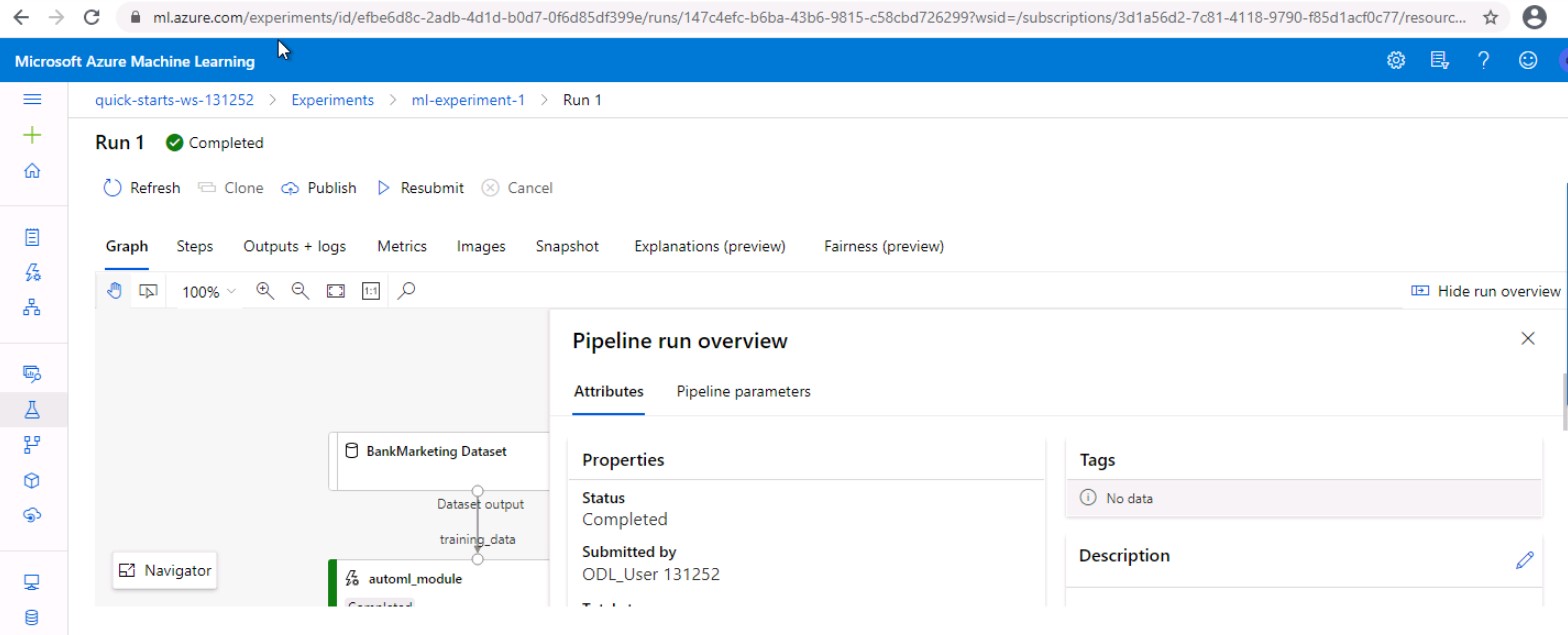 ml.azure.com/experiments/id/efbe6d8c-2adb-4d1d-b0d7-0f6d85df399e/runs/147c4efc-b6ba-43b6-9815-c58cbd726299?wsid=/subscriptions/3d1a56d2-7c81-4118-9790-f85d1acf0c77/resourc...
Microsoft Azure Machine Learning
quick-starts-ws-131252 > Experiments > ml-experiment-1 > Run 1
Run 1 Completed
Refresh Clone Publish Resubmit Cancel
Graph Steps Outputs + logs Metrics Images Snapshot Explanations (preview) Fairness (preview)
100% 1:1 Hide run overview
Pipeline run overview
Attributes Pipeline parameters
BankMarketing Dataset
Dataset output
training_data
automl_module
Completed
Navigator
Properties
Status
Completed
Submitted by
ODL_User 131252
Tags
No data
Description